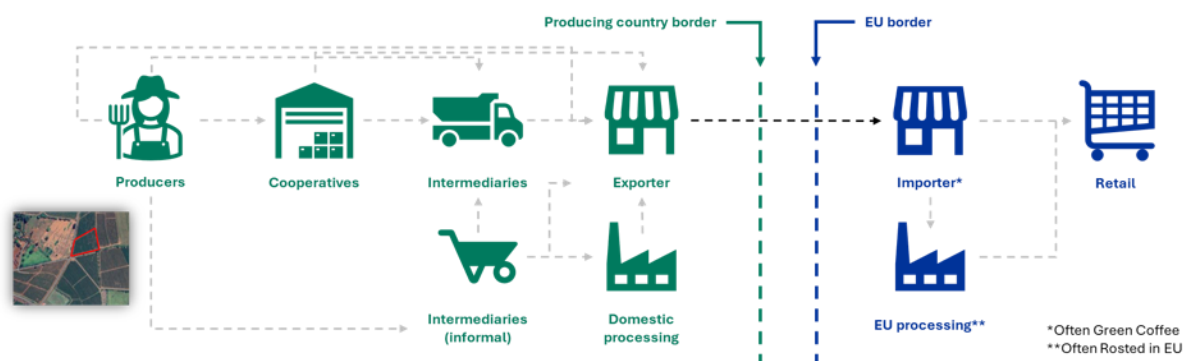 Producing country border
EU border
Producers
Cooperatives
Intermediaries
Exporter
Importer*
Retail
Intermediaries
(informal)
Domestic
processing
EU processing**
*Often Green Coffee
**Often Rosted in EU